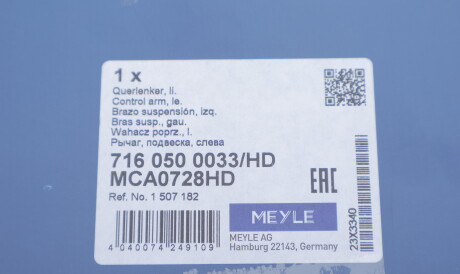 1 x
Querlenker, li.
Control arm, le.
Brazo suspensión, izq.
Bras susp., gau.
Wahacz poprz., l.
Рычаг, подвеска, слева
716 050 0033/HD
MCA0728HD
Ref. No. 1 507 182
EAC
MEYLE
MEYLE AG
Hamburg 22143, Germany
4 040074 249109
23X3340